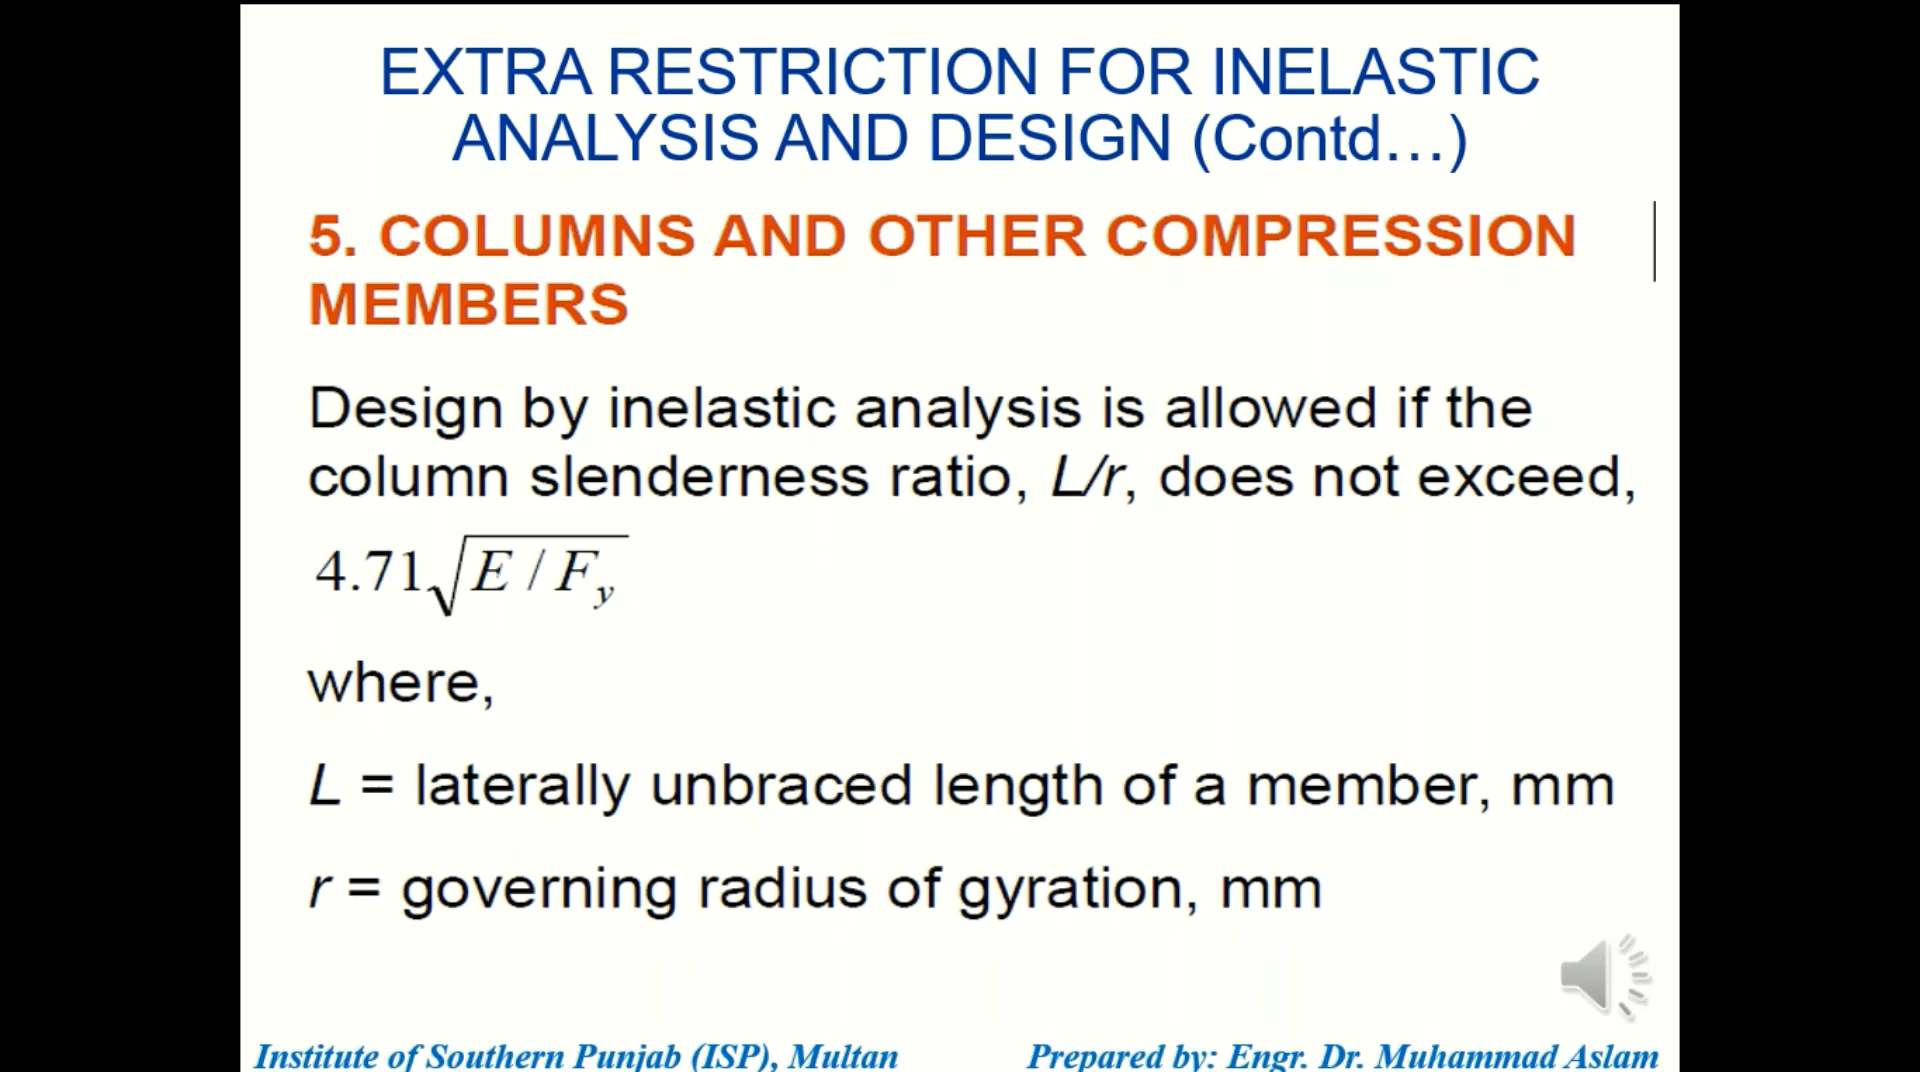 EXTRA RESTRICTION FOR INELASTIC
ANALYSIS AND DESIGN (Contd...)
5. COLUMNS AND OTHER COMPRESSION
MEMBERS
Design by inelastic analysis is allowed if the
column slenderness ratio, L/r, does not exceed,
4.71√E / Fy
where,
L = laterally unbraced length of a member, mm
r = governing radius of gyration, mm
Institute of Southern Punjab (ISP), Multan
Prepared by: Engr. Dr. Muhammad Aslam